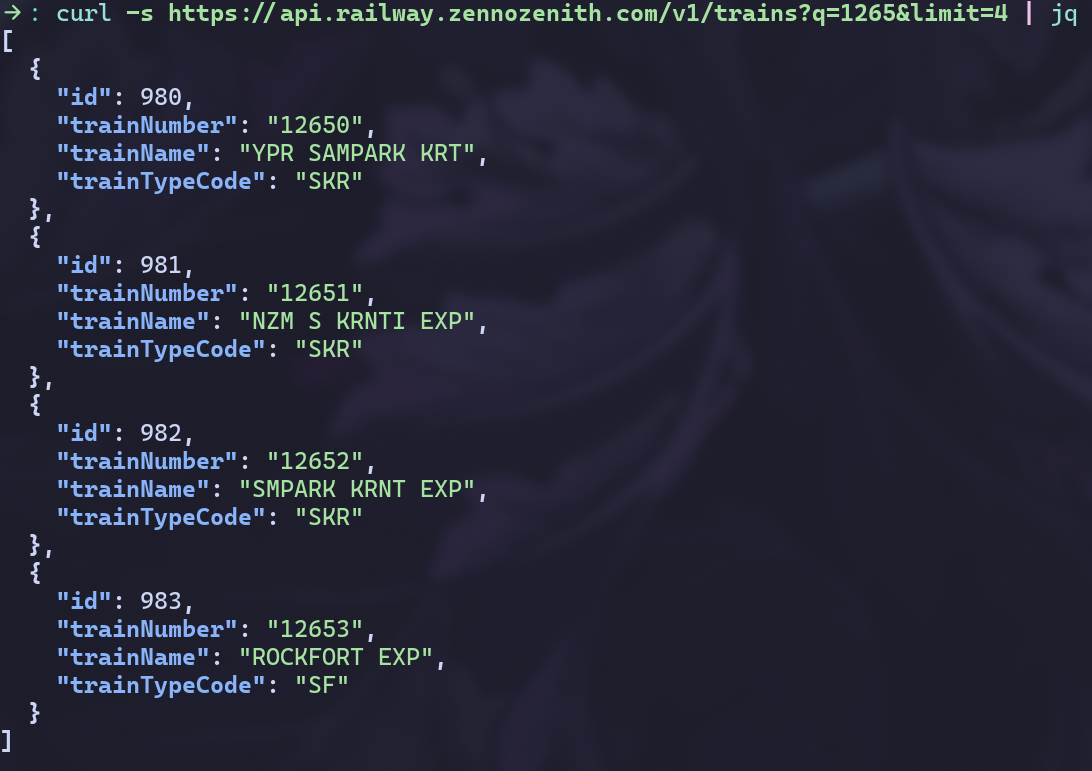 → : curl -s https://api.railway.zennozenith.com/v1/trains?q=1265&limit=4 | jq
[
  {
    "id": 980,
    "trainNumber": "12650",
    "trainName": "YPR SAMPARK KRT",
    "trainTypeCode": "SKR"
  },
  {
    "id": 981,
    "trainNumber": "12651",
    "trainName": "NZM S KRNTI EXP",
    "trainTypeCode": "SKR"
  },
  {
    "id": 982,
    "trainNumber": "12652",
    "trainName": "SMPARK KRNT EXP",
    "trainTypeCode": "SKR"
  },
  {
    "id": 983,
    "trainNumber": "12653",
    "trainName": "ROCKFORT EXP",
    "trainTypeCode": "SF"
  }
]